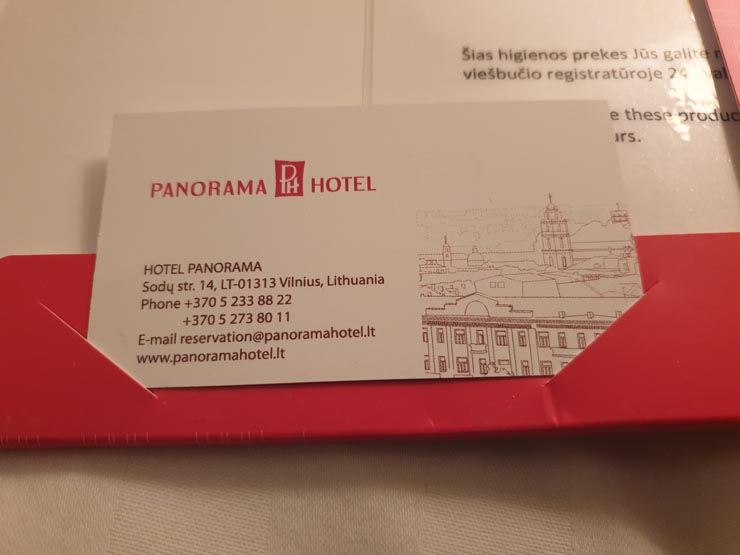 Šias higienos prekes Jūs galite
viešbučio registratūroje 24
these produc
urs.
PANORAMA PH HOTEL
HOTEL PANORAMA
Sodų str. 14, LT-01313 Vilnius, Lithuania
Phone +370 5 233 88 22
+370 5 273 80 11
E-mail reservation@panoramahotel.lt
www.panoramahotel.lt